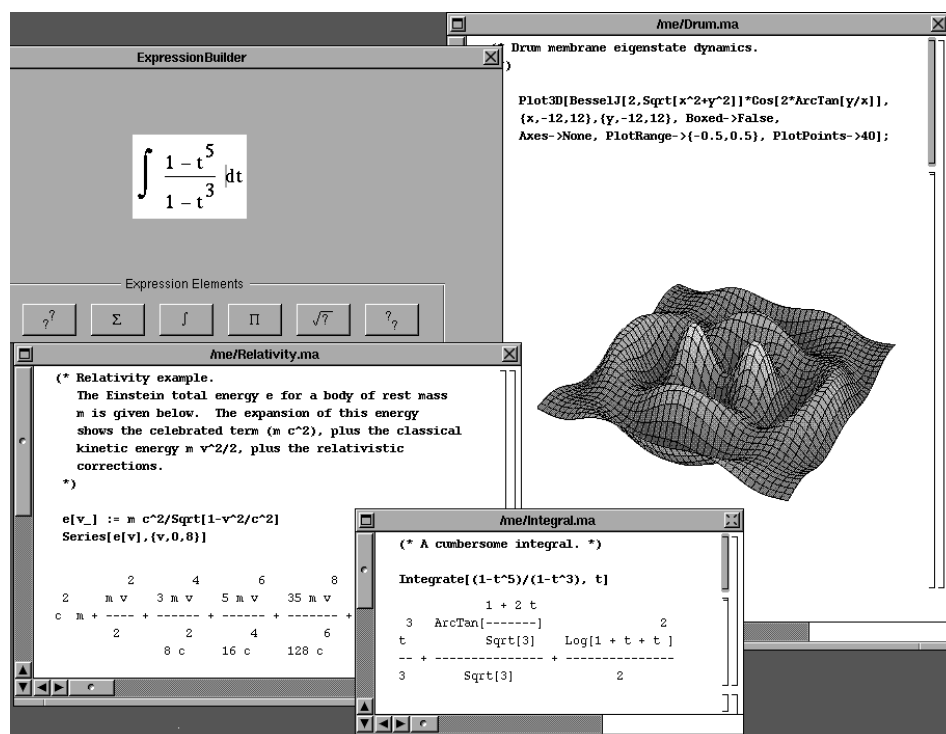 /me/Drum.ma
Drum membrane eigenstate dynamics.
*)
Plot3D[BesselJ[2,Sqrt[x^2+y^2]]*Cos[2*ArcTan[y/x]],
{x,-12,12},{y,-12,12}, Boxed->False,
Axes->None, PlotRange->{-0.5,0.5}, PlotPoints->40];
ExpressionBuilder
∫ (1 – t^5)/(1 – t^3) dt
Expression Elements
?? Σ ∫ Π √? ??
/me/Relativity.ma
(* Relativity example.
The Einstein total energy e for a body of rest mass
m is given below.  The expansion of this energy
shows the celebrated term (m c^2), plus the classical
kinetic energy m v^2/2, plus the relativistic
corrections.
*)
e[v_] := m c^2/Sqrt[1-v^2/c^2]
Series[e[v],{v,0,8}]
         2       4       6        8
 2    m v    3 m v   5 m v   35 m v
c  m + ---- + ------ + ------ + ------- +
       2        2       4        6
             8 c    16 c    128 c
/me/Integral.ma
(* A cumbersome integral. *)
Integrate[(1-t^5)/(1-t^3), t]
            1 + 2 t
 3   ArcTan[-------]                2
t           Sqrt[3]    Log[1 + t + t ]
-- + --------------- + ---------------
3        Sqrt[3]              2